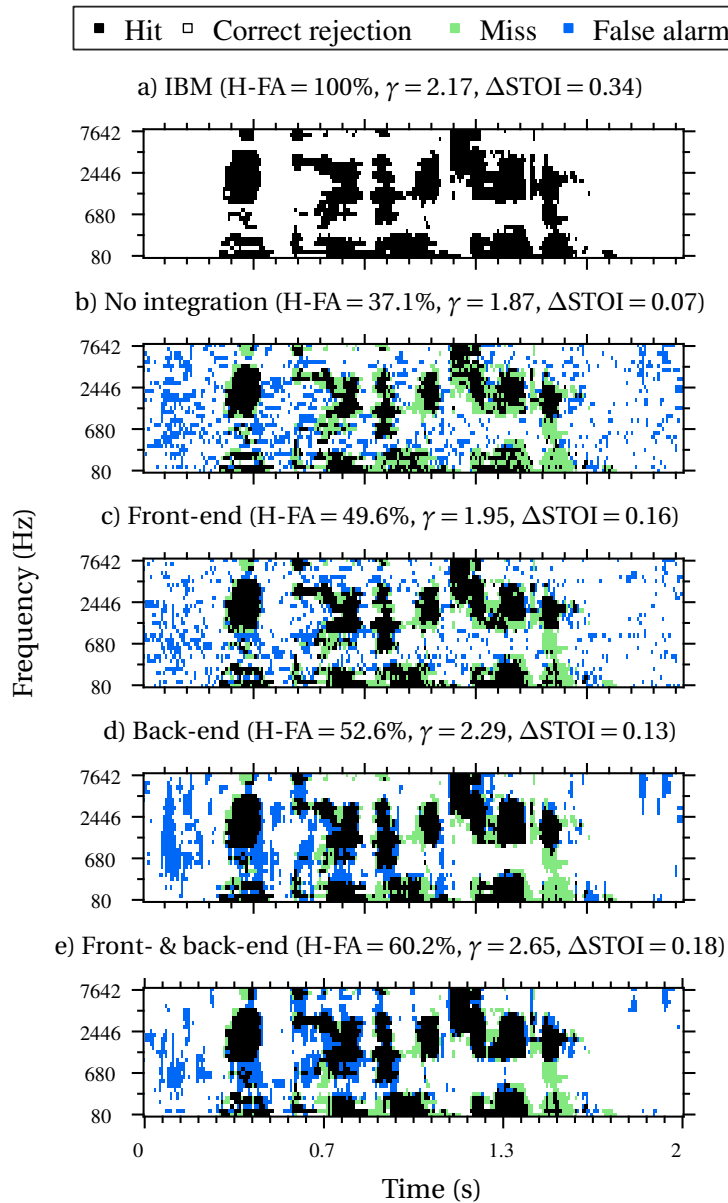 Hit Correct rejection Miss False alarm
a) IBM (H-FA = 100%, γ = 2.17, ΔSTOI = 0.34)
7642
2446
680
80
b) No integration (H-FA = 37.1%, γ = 1.87, ΔSTOI = 0.07)
7642
2446
680
80
c) Front-end (H-FA = 49.6%, γ = 1.95, ΔSTOI = 0.16)
7642
2446
680
80
Frequency (Hz)
d) Back-end (H-FA = 52.6%, γ = 2.29, ΔSTOI = 0.13)
7642
2446
680
80
e) Front- & back-end (H-FA = 60.2%, γ = 2.65, ΔSTOI = 0.18)
7642
2446
680
80
0 0.7 1.3 2
Time (s)